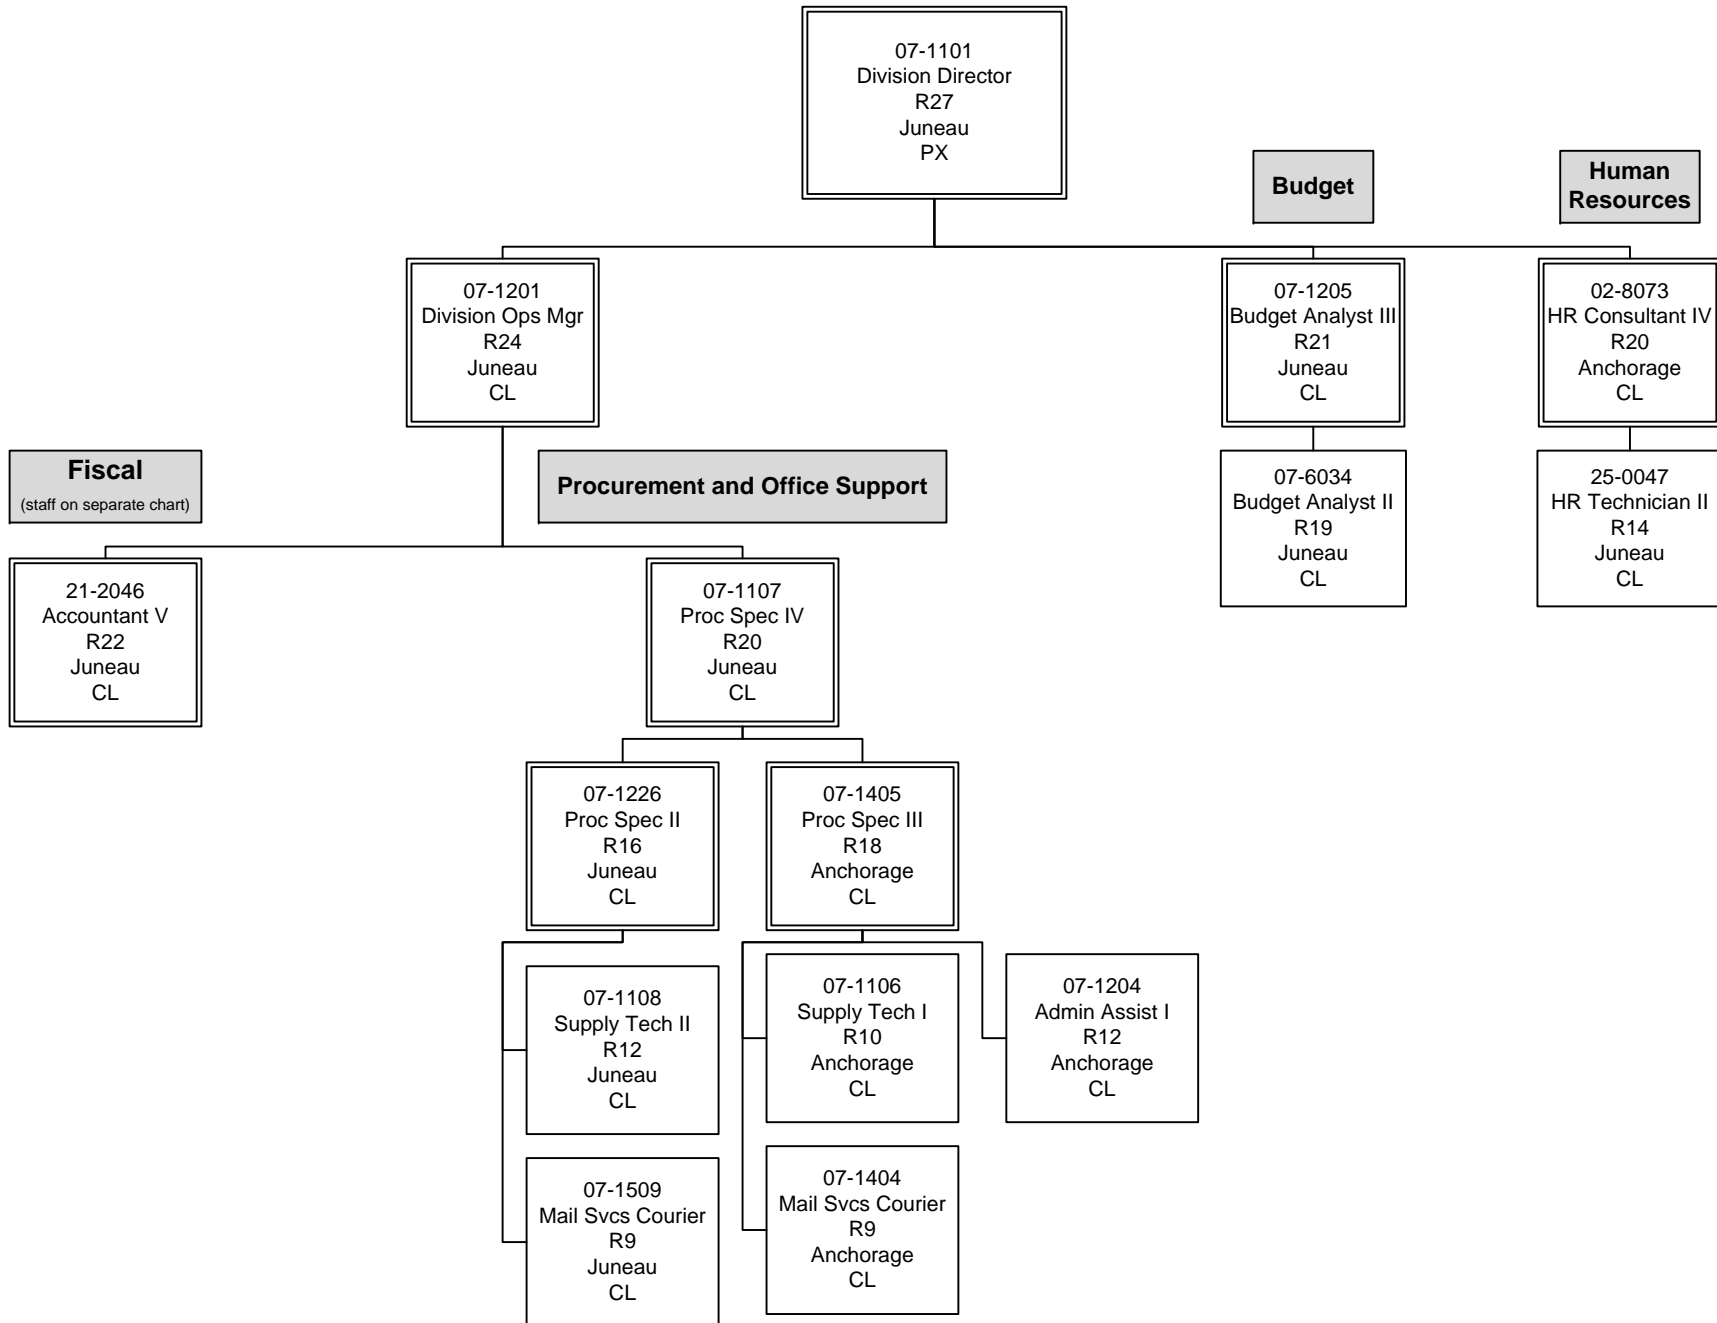 07-1101
Division Director
R27
Juneau
PX
Budget
Human
Resources
07-1201
Division Ops Mgr
R24
Juneau
CL
07-1205
Budget Analyst III
R21
Juneau
CL
02-8073
HR Consultant IV
R20
Anchorage
CL
Fiscal
(staff on separate chart)
Procurement and Office Support
07-6034
Budget Analyst II
R19
Juneau
CL
25-0047
HR Technician II
R14
Juneau
CL
21-2046
Accountant V
R22
Juneau
CL
07-1107
Proc Spec IV
R20
Juneau
CL
07-1226
Proc Spec II
R16
Juneau
CL
07-1405
Proc Spec III
R18
Anchorage
CL
07-1108
Supply Tech II
R12
Juneau
CL
07-1106
Supply Tech I
R10
Anchorage
CL
07-1204
Admin Assist I
R12
Anchorage
CL
07-1509
Mail Svcs Courier
R9
Juneau
CL
07-1404
Mail Svcs Courier
R9
Anchorage
CL